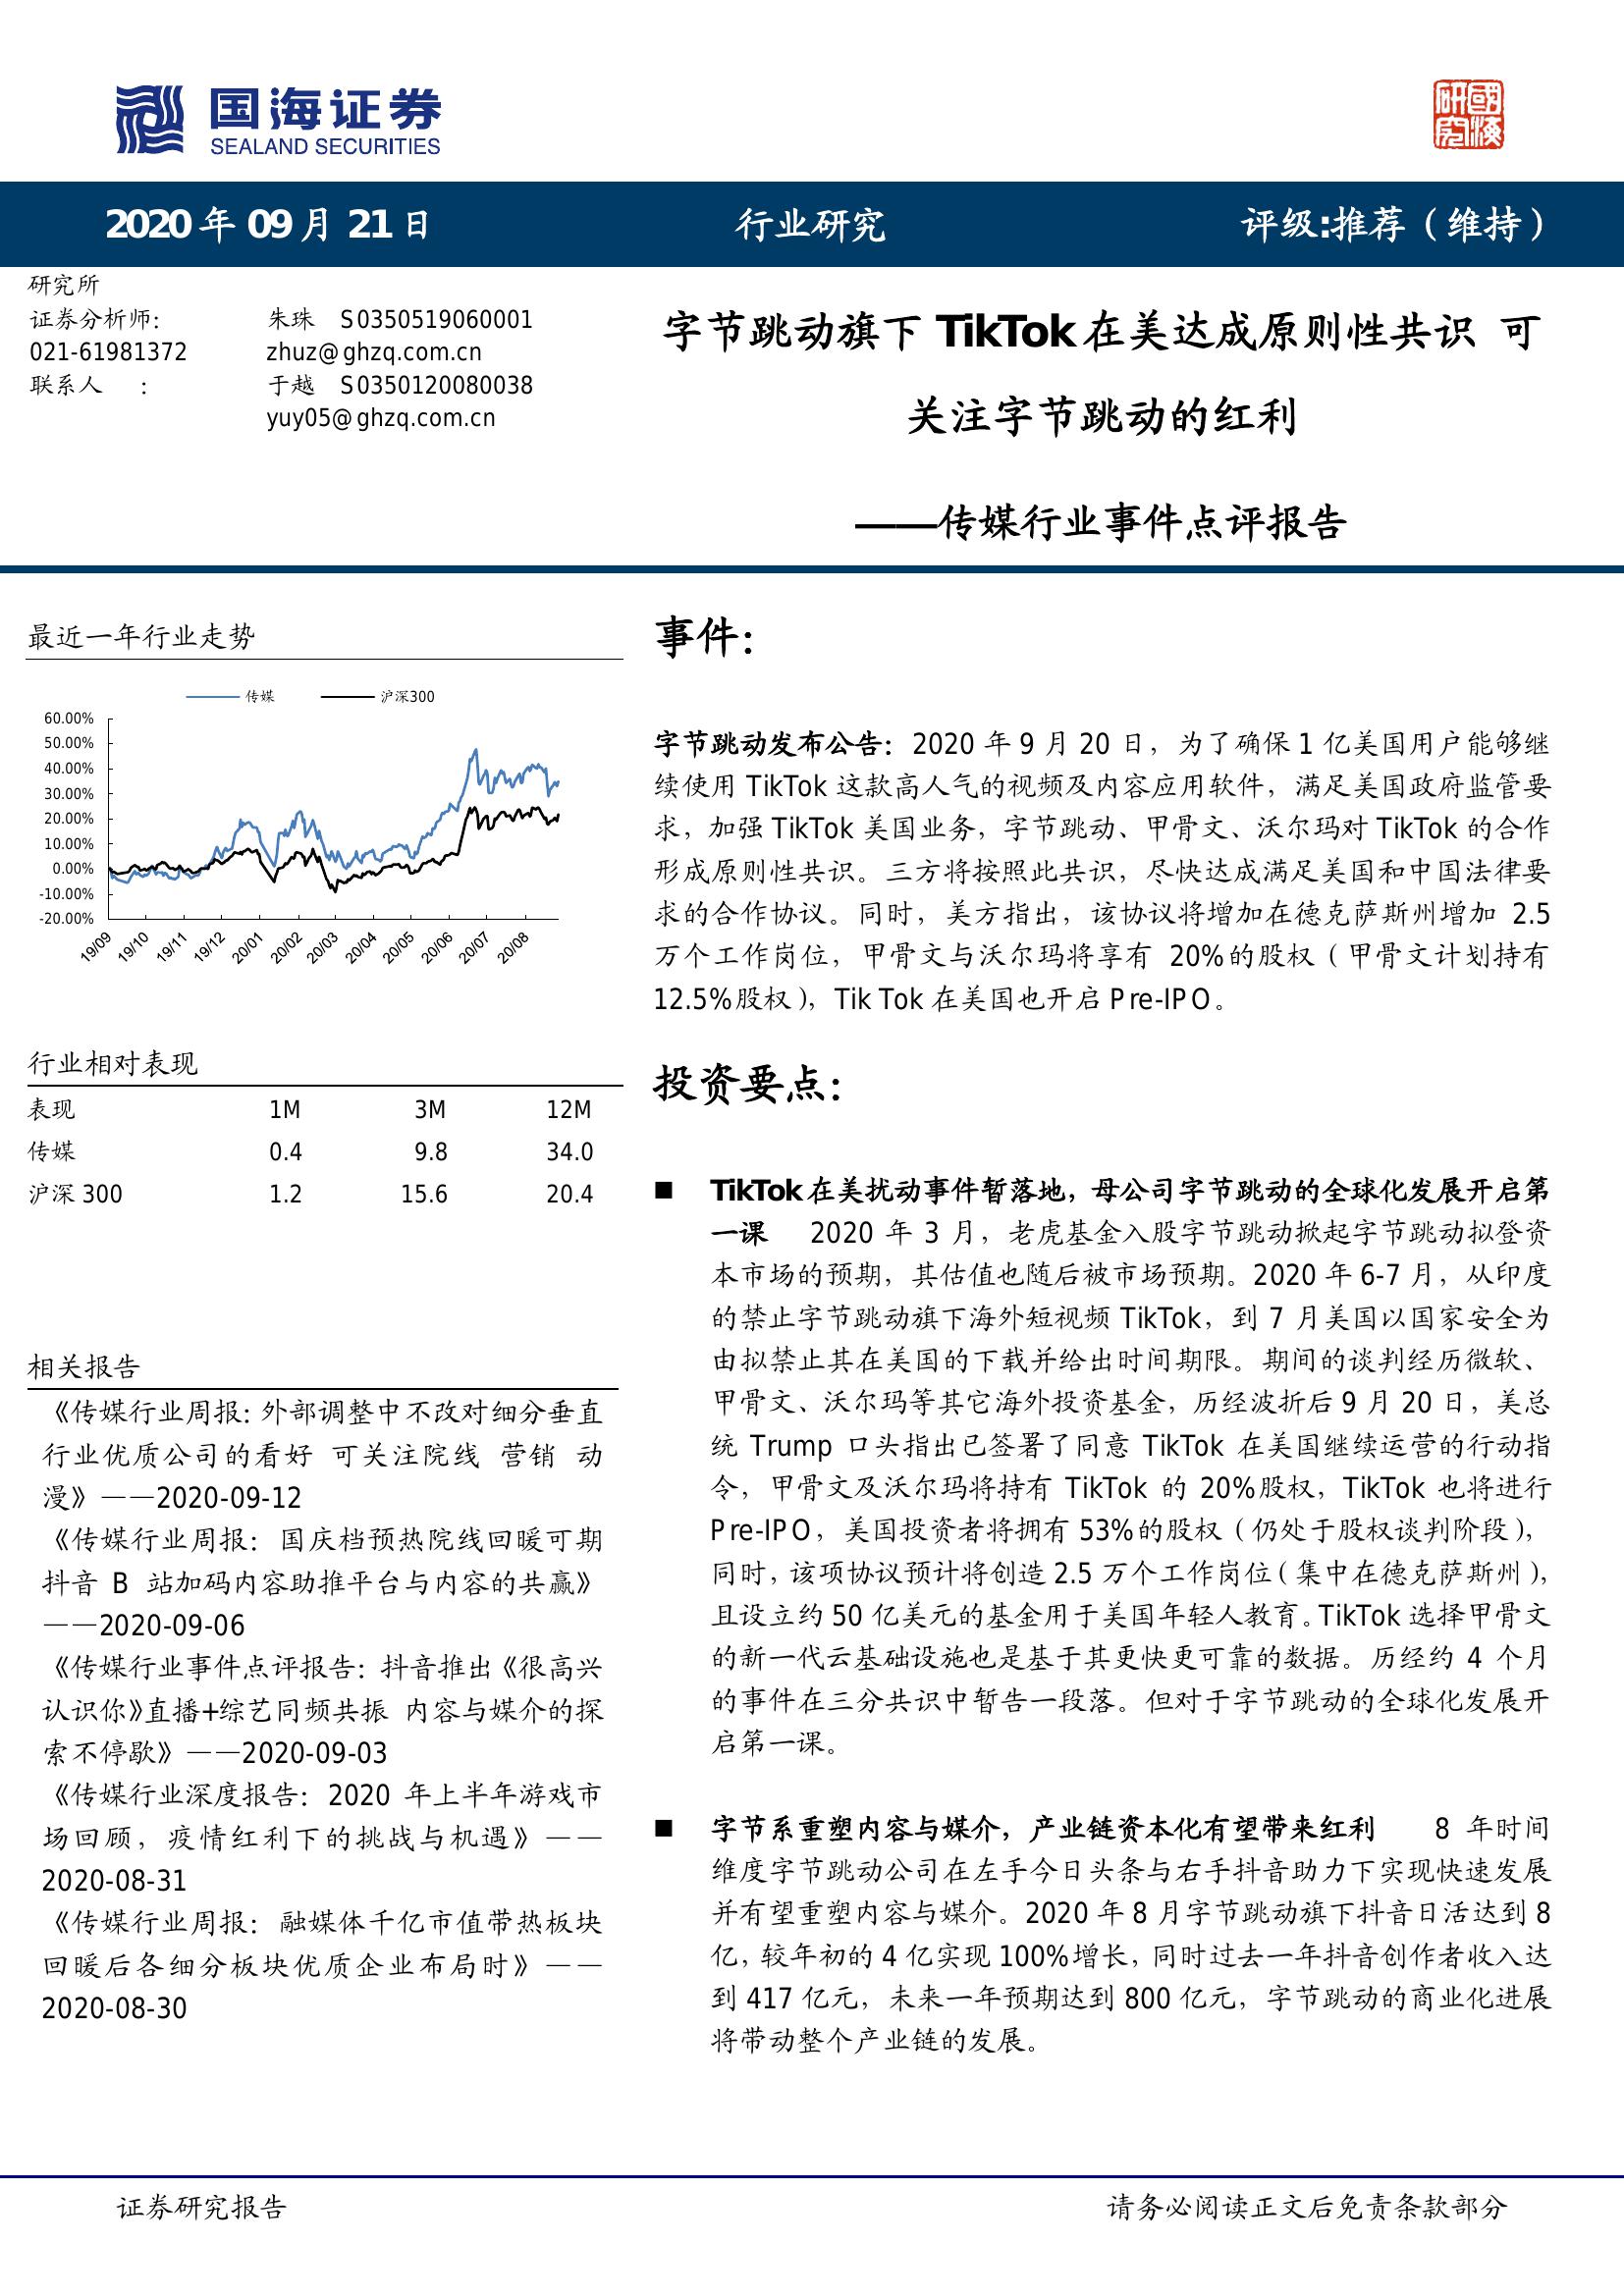 国海证券
SEALAND SECURITIES
國海研究
2020 年 09 月 21 日
行业研究
评级:推荐（维持）
研究所
证券分析师：
朱珠 S0350519060001
021-61981372
zhuz@ghzq.com.cn
联系人 ：
于越 S0350120080038
yuy05@ghzq.com.cn
字节跳动旗下 TikTok 在美达成原则性共识 可
关注字节跳动的红利
——传媒行业事件点评报告
最近一年行业走势
传媒
沪深300
60.00%
50.00%
40.00%
30.00%
20.00%
10.00%
0.00%
-10.00%
-20.00%
19/09
19/10
19/11
19/12
20/01
20/02
20/03
20/04
20/05
20/06
20/07
20/08
行业相对表现
表现 1M 3M 12M
传媒 0.4 9.8 34.0
沪深 300 1.2 15.6 20.4
相关报告
《传媒行业周报：外部调整中不改对细分垂直
行业优质公司的看好 可关注院线 营销 动
漫》——2020-09-12
《传媒行业周报：国庆档预热院线回暖可期
抖音 B 站加码内容助推平台与内容的共赢》
——2020-09-06
《传媒行业事件点评报告：抖音推出《很高兴
认识你》直播+综艺同频共振 内容与媒介的探
索不停歇》——2020-09-03
《传媒行业深度报告：2020 年上半年游戏市
场回顾，疫情红利下的挑战与机遇》——
2020-08-31
《传媒行业周报：融媒体千亿市值带热板块
回暖后各细分板块优质企业布局时》——
2020-08-30
事件：
字节跳动发布公告：2020 年 9 月 20 日，为了确保 1 亿美国用户能够继
续使用 TikTok 这款高人气的视频及内容应用软件，满足美国政府监管要
求，加强 TikTok 美国业务，字节跳动、甲骨文、沃尔玛对 TikTok 的合作
形成原则性共识。三方将按照此共识，尽快达成满足美国和中国法律要
求的合作协议。同时，美方指出，该协议将增加在德克萨斯州增加 2.5
万个工作岗位，甲骨文与沃尔玛将享有 20%的股权（甲骨文计划持有
12.5%股权），Tik Tok 在美国也开启 Pre-IPO。
投资要点：
■ TikTok 在美扰动事件暂落地，母公司字节跳动的全球化发展开启第
一课 2020 年 3 月，老虎基金入股字节跳动掀起字节跳动拟登资
本市场的预期，其估值也随后被市场预期。2020 年 6-7 月，从印度
的禁止字节跳动旗下海外短视频 TikTok，到 7 月美国以国家安全为
由拟禁止其在美国的下载并给出时间期限。期间的谈判经历微软、
甲骨文、沃尔玛等其它海外投资基金，历经波折后 9 月 20 日，美总
统 Trump 口头指出已签署了同意 TikTok 在美国继续运营的行动指
令，甲骨文及沃尔玛将持有 TikTok 的 20%股权，TikTok 也将进行
Pre-IPO，美国投资者将拥有 53%的股权（仍处于股权谈判阶段），
同时，该项协议预计将创造 2.5 万个工作岗位（集中在德克萨斯州），
且设立约 50 亿美元的基金用于美国年轻人教育。TikTok 选择甲骨文
的新一代云基础设施也是基于其更快更可靠的数据。历经约 4 个月
的事件在三分共识中暂告一段落。但对于字节跳动的全球化发展开
启第一课。
■ 字节系重塑内容与媒介，产业链资本化有望带来红利 8 年时间
维度字节跳动公司在左手今日头条与右手抖音助力下实现快速发展
并有望重塑内容与媒介。2020 年 8 月字节跳动旗下抖音日活达到 8
亿，较年初的 4 亿实现 100%增长，同时过去一年抖音创作者收入达
到 417 亿元，未来一年预期达到 800 亿元，字节跳动的商业化进展
将带动整个产业链的发展。
证券研究报告
请务必阅读正文后免责条款部分